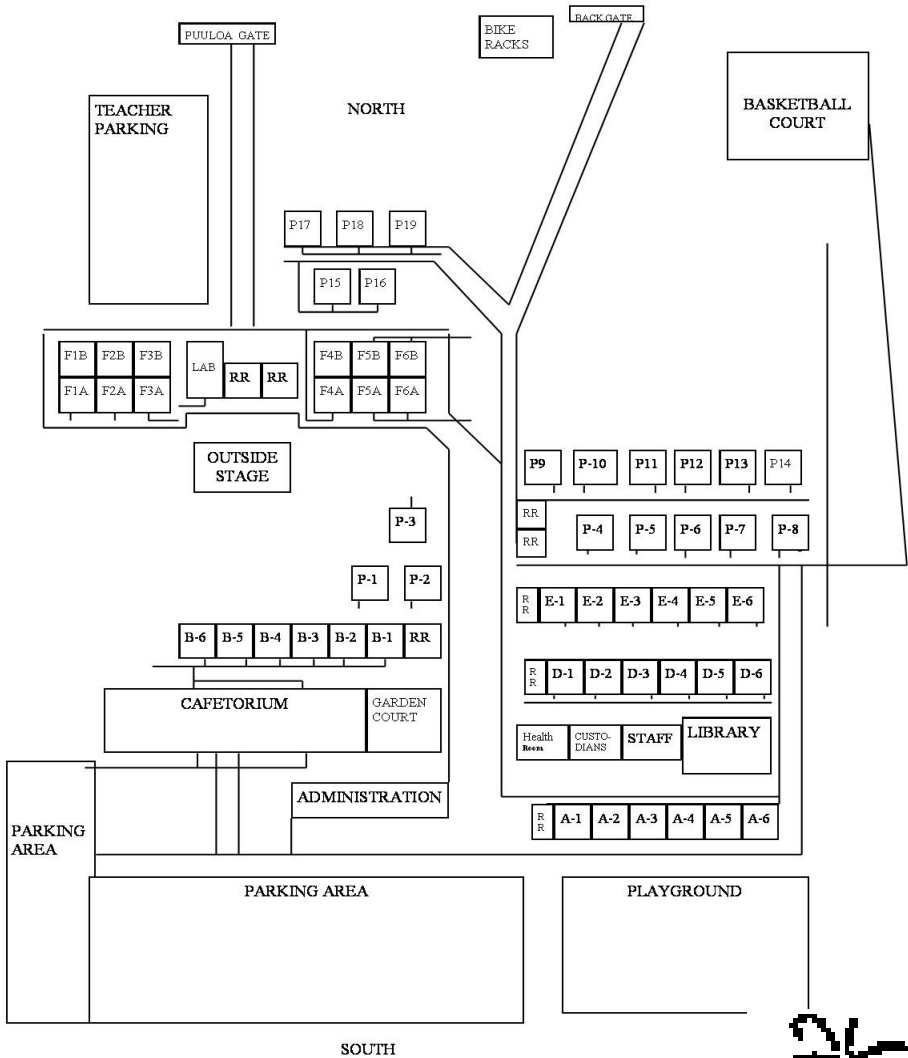 PUULOA GATE
BIKE
RACKS
BACK GATE
TEACHER
PARKING
NORTH
BASKETBALL
COURT
P17 P18 P19
P15 P16
F1B F2B F3B
F1A F2A F3A
LAB
RR RR
F4B F5B F6B
F4A F5A F6A
OUTSIDE
STAGE
P9 P-10 P11 P12 P13 P14
RR
RR
P-4 P-5 P-6 P-7 P-8
P-3
P-1 P-2
R
R
E-1 E-2 E-3 E-4 E-5 E-6
B-6 B-5 B-4 B-3 B-2 B-1 RR
R
R
D-1 D-2 D-3 D-4 D-5 D-6
CAFETORIUM
GARDEN
COURT
Health
Room
CUSTO-
DIANS
STAFF
LIBRARY
ADMINISTRATION
R
R
A-1 A-2 A-3 A-4 A-5 A-6
PARKING
AREA
PARKING AREA
PLAYGROUND
SOUTH